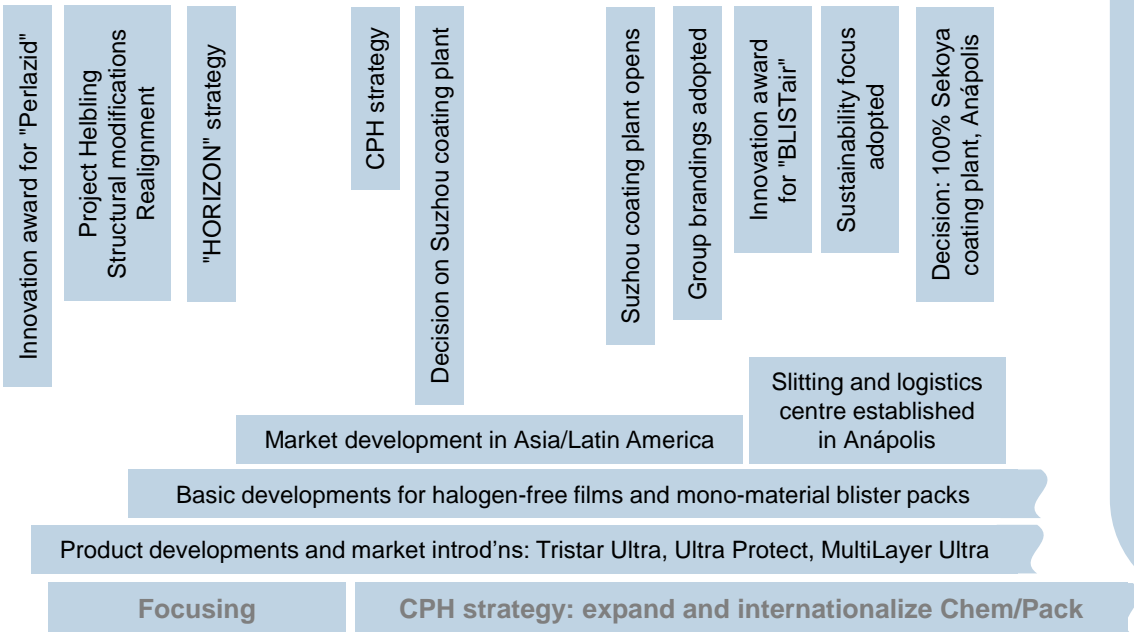 Innovation award for "Perlazid"
Project Helbling
Structural modifications
Realignment
"HORIZON" strategy
CPH strategy
Decision on Suzhou coating plant
Suzhou coating plant opens
Group brandings adopted
Innovation award
for "BLISTair"
Sustainability focus
adopted
Decision: 100% Sekoya
coating plant, Anápolis
Slitting and logistics
centre established
in Anápolis
Market development in Asia/Latin America
Basic developments for halogen-free films and mono-material blister packs
Product developments and market introd'ns: Tristar Ultra, Ultra Protect, MultiLayer Ultra
Focusing
CPH strategy: expand and internationalize Chem/Pack